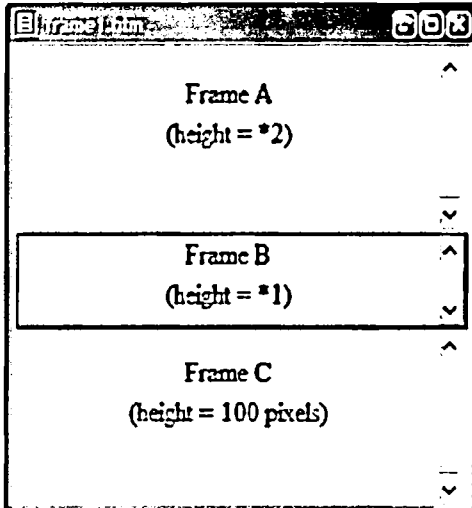 Frame A
(height = *2)
Frame B
(height = *1)
Frame C
(height = 100 pixels)